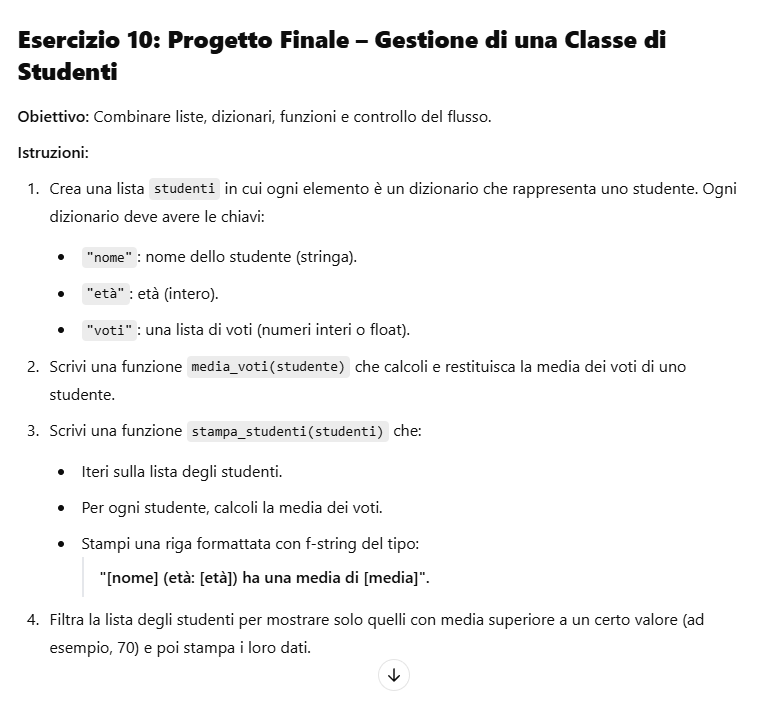 Esercizio 10: Progetto Finale – Gestione di una Classe di
Studenti
Obiettivo: Combinare liste, dizionari, funzioni e controllo del flusso.
Istruzioni:
1. Crea una lista studenti in cui ogni elemento è un dizionario che rappresenta uno studente. Ogni
dizionario deve avere le chiavi:
• "nome" : nome dello studente (stringa).
• "età" : età (intero).
• "voti" : una lista di voti (numeri interi o float).
2. Scrivi una funzione media_voti(studente) che calcoli e restituisca la media dei voti di uno
studente.
3. Scrivi una funzione stampa_studenti(studenti) che:
• Iteri sulla lista degli studenti.
• Per ogni studente, calcoli la media dei voti.
• Stampi una riga formattata con f-string del tipo:
"[nome] (età: [età]) ha una media di [media]".
4. Filtra la lista degli studenti per mostrare solo quelli con media superiore a un certo valore (ad
esempio, 70) e poi stampa i loro dati.